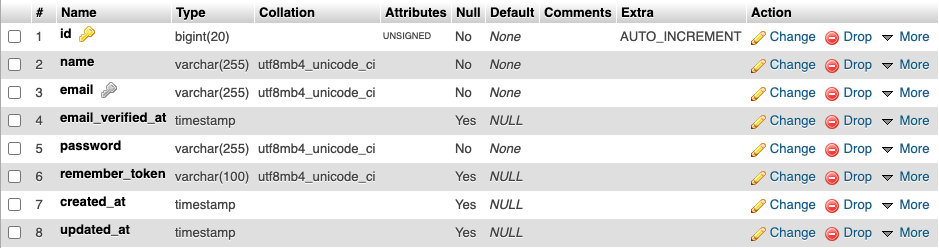 # Name Type Collation Attributes Null Default Comments Extra Action
1 id bigint(20) UNSIGNED No None AUTO_INCREMENT Change Drop More
2 name varchar(255) utf8mb4_unicode_ci No None Change Drop More
3 email varchar(255) utf8mb4_unicode_ci No None Change Drop More
4 email_verified_at timestamp Yes NULL Change Drop More
5 password varchar(255) utf8mb4_unicode_ci No None Change Drop More
6 remember_token varchar(100) utf8mb4_unicode_ci Yes NULL Change Drop More
7 created_at timestamp Yes NULL Change Drop More
8 updated_at timestamp Yes NULL Change Drop More